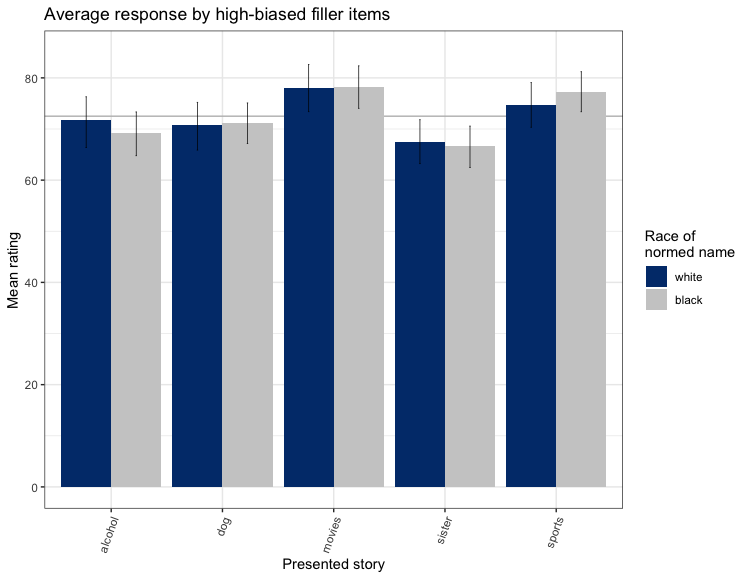 Average response by high-biased filler items
Mean rating
80
60
40
20
0
alcohol
dog
movies
sister
sports
Presented story
Race of
normed name
white
black